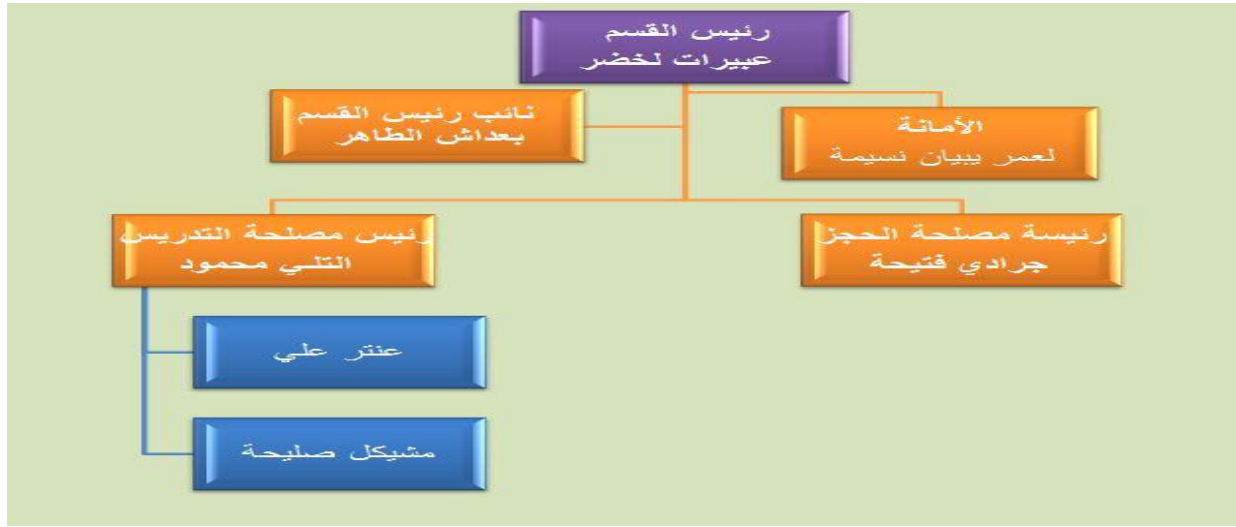 رئيس القسم
عبيرات لخضر
الأمانة
لعمر يبيان نسيمة
نائب رئيس القسم
بعداش الطاهر
رئيسة مصلحة الحجز
جرادي فتيحة
رئيس مصلحة التدريس
التلي محمود
عنتر علي
مشيكل صليحة